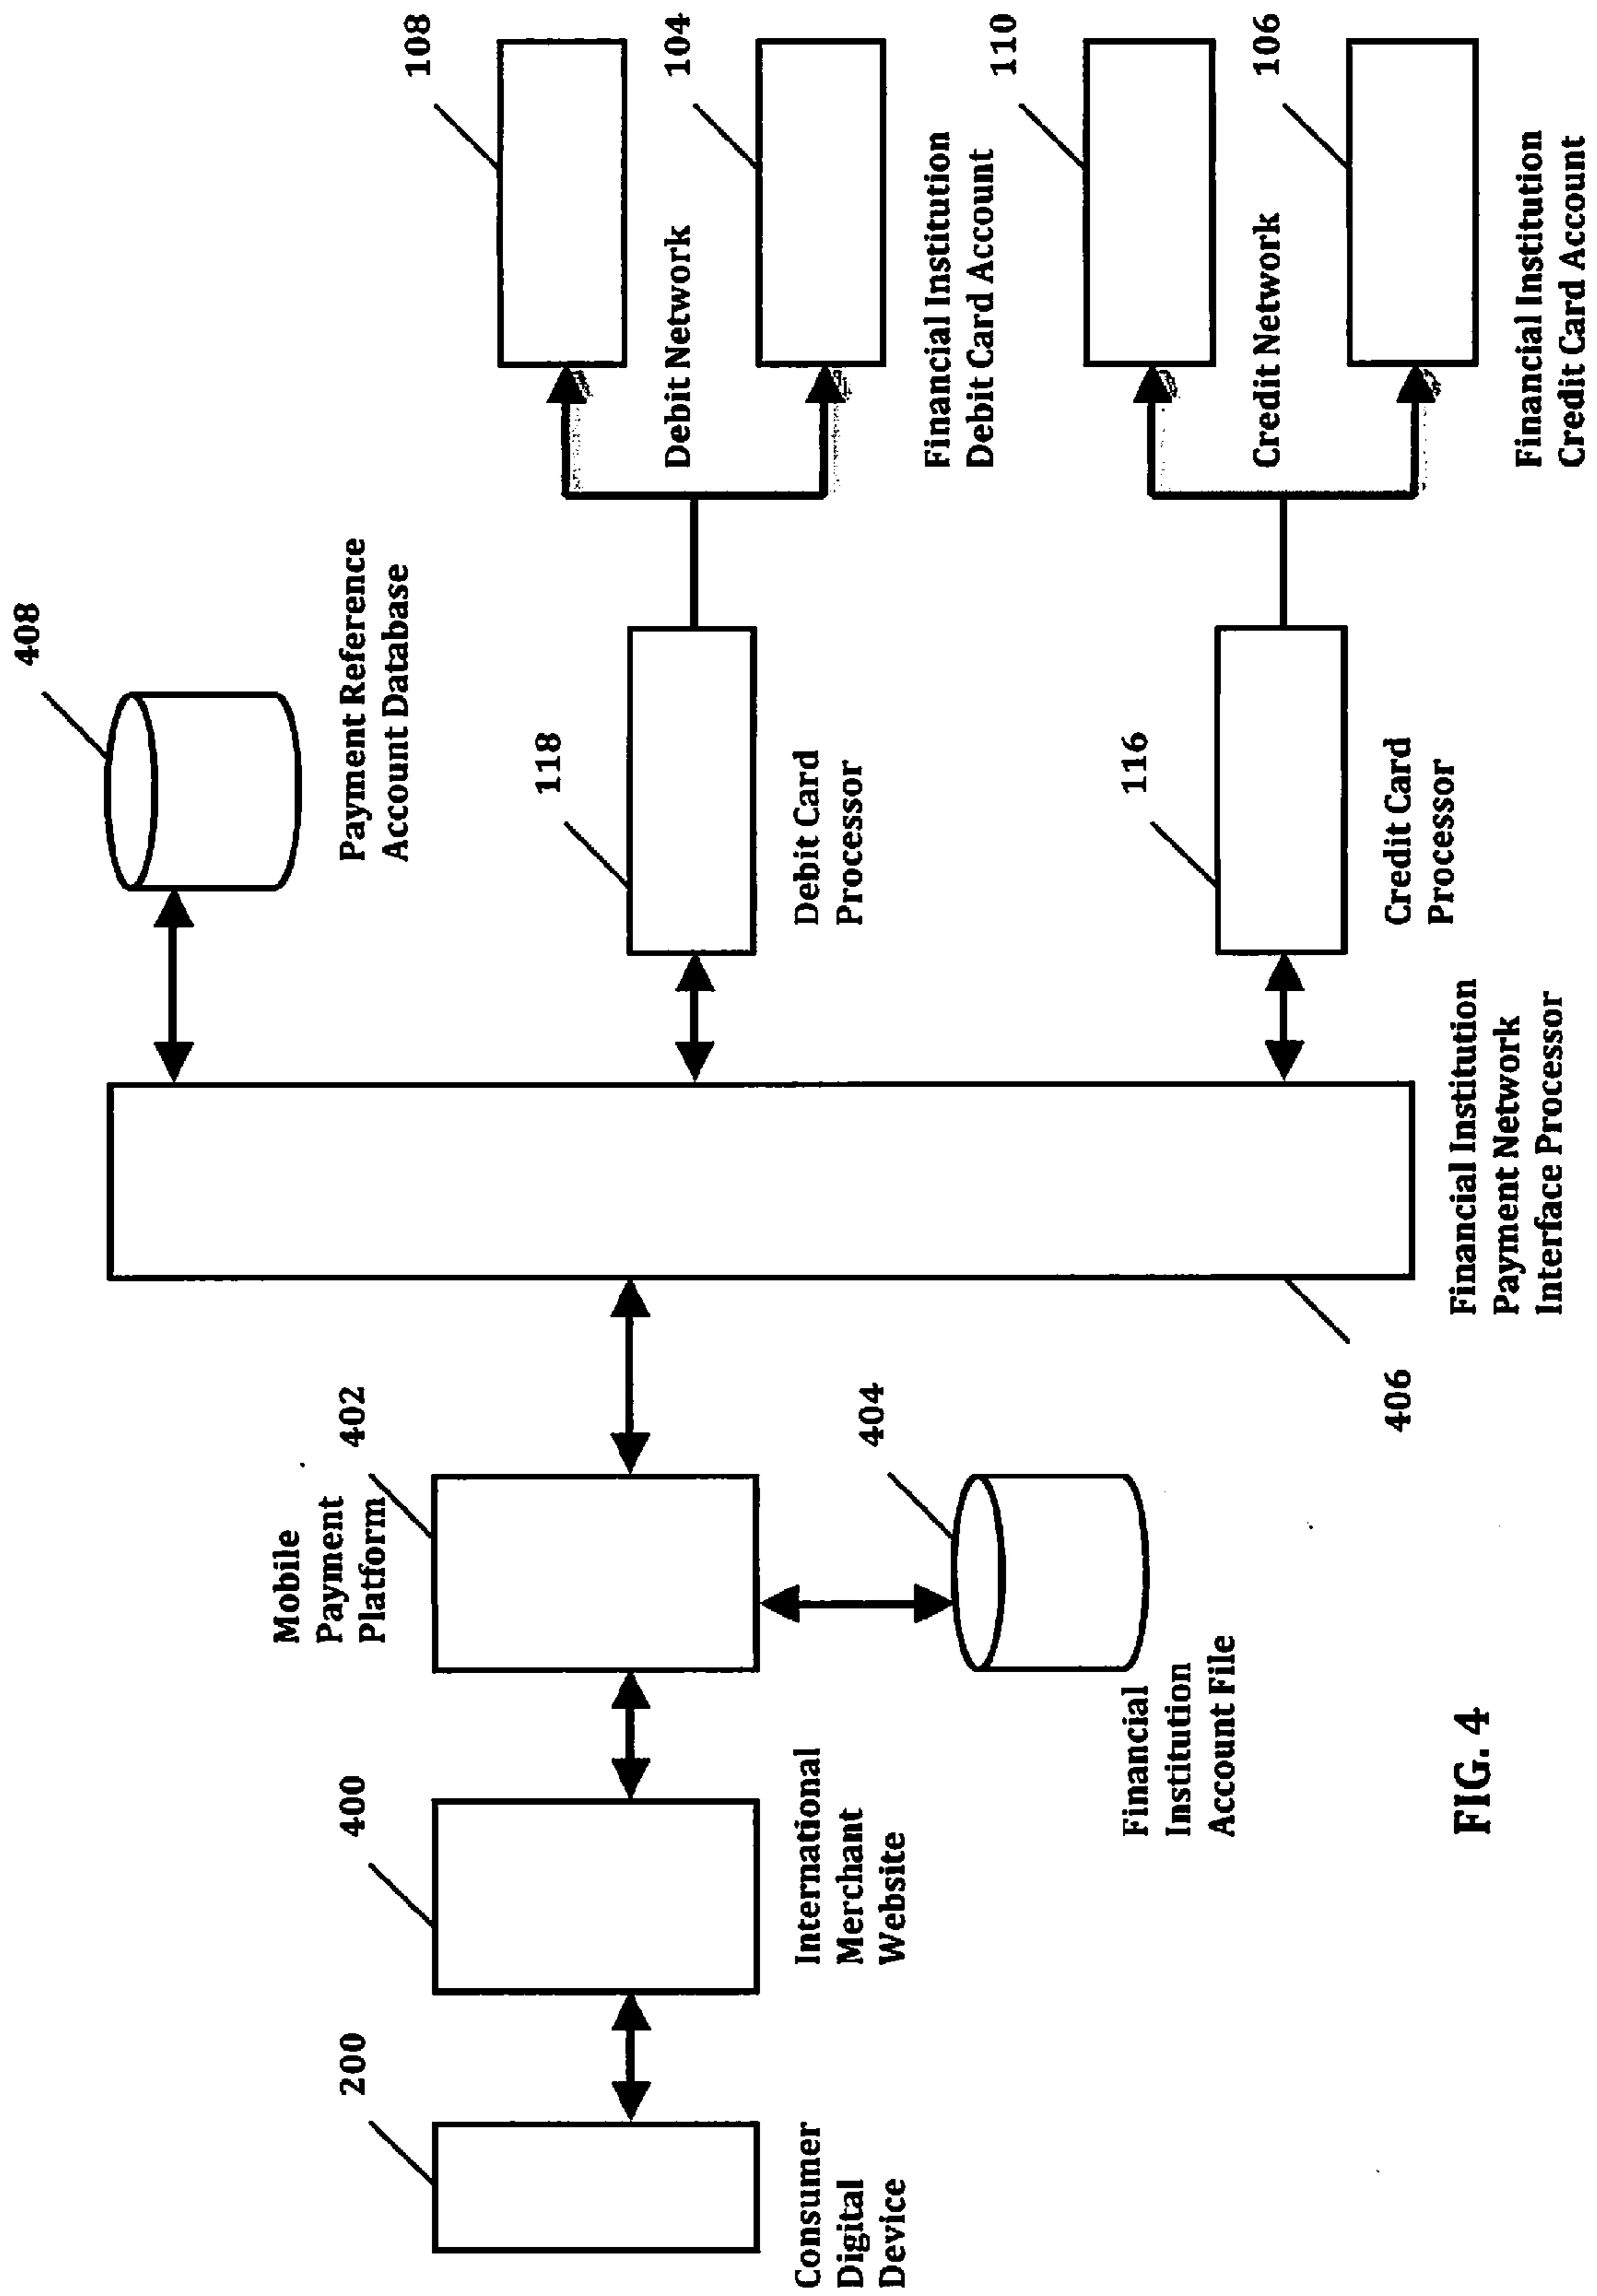 408
Payment Reference
Account Database
108
Debit Network
104
Financial Institution
Debit Card Account
118
Debit Card
Processor
110
Credit Network
106
Financial Institution
Credit Card Account
116
Credit Card
Processor
Financial Institution
Payment Network
Interface Processor
406
Mobile
Payment
Platform
402
404
Financial
Institution
Account File
400
International
Merchant
Website
200
Consumer
Digital
Device
FIG. 4